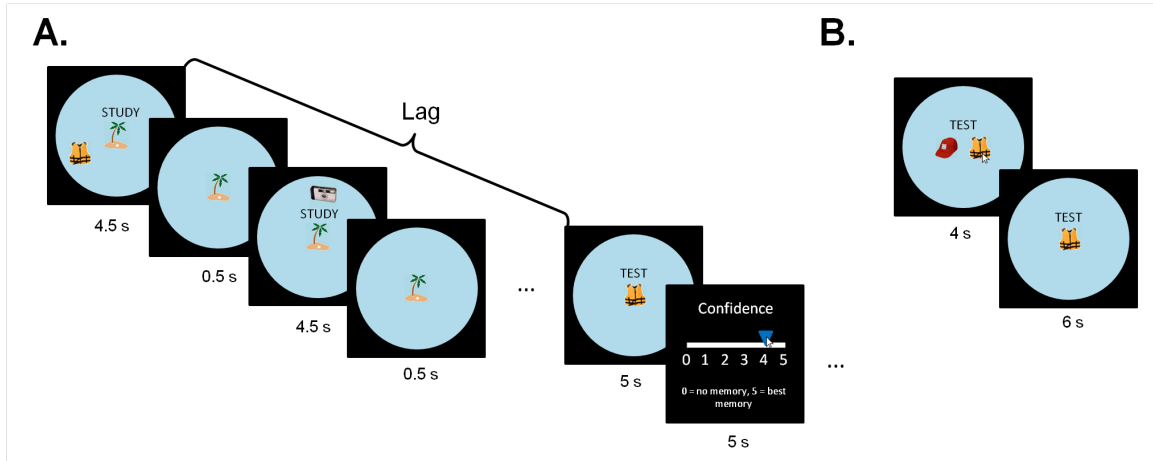 A.
B.
Lag
STUDY
4.5 s
0.5 s
STUDY
4.5 s
0.5 s
...
TEST
5 s
Confidence
0 1 2 3 4 5
0 = no memory, 5 = best
memory
5 s
...
TEST
4 s
TEST
6 s